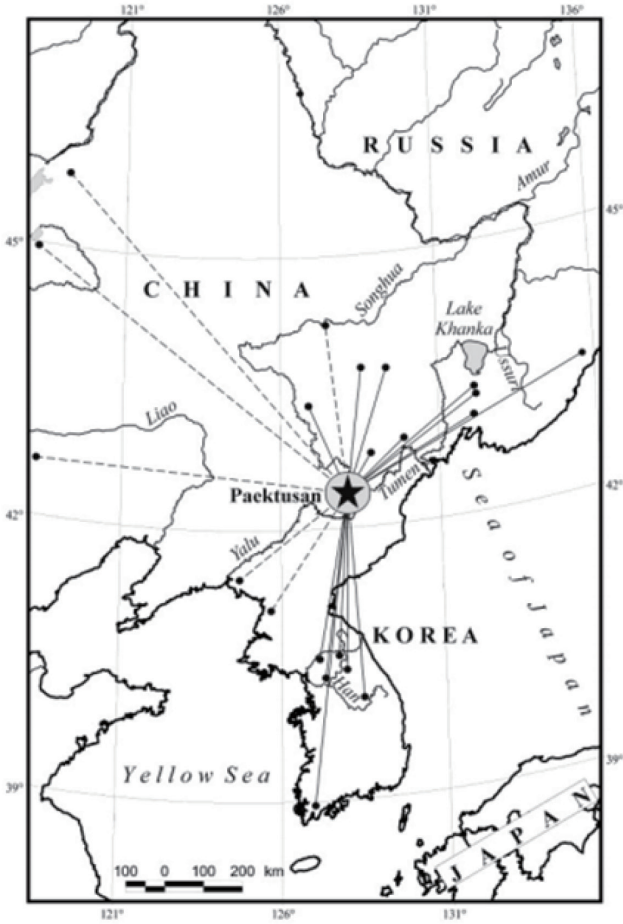 121°
126°
131°
136°
RUSSIA
Amur
45°
45°
CHINA
Songhua
Lake
Khanka
Ussuri
Liao
Paektusan
Tumen
42°
42°
Yalu
Sea of Japan
KOREA
Han
Yellow Sea
39°
39°
JAPAN
100 0 100 200 km
121°
126°
131°